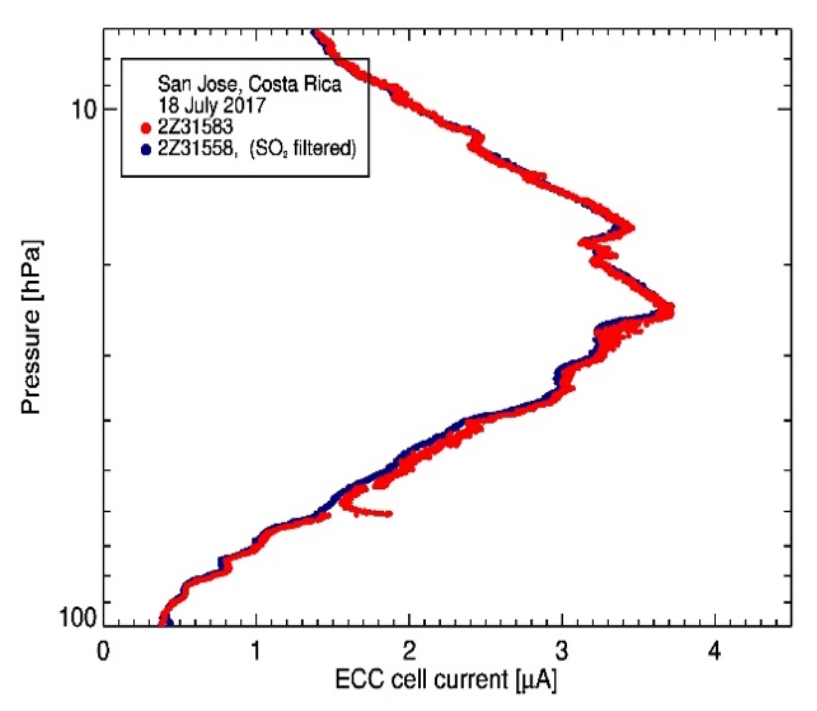 San Jose, Costa Rica
18 July 2017
2Z31583
2Z31558, (SO₂ filtered)
10
100
Pressure [hPa]
0 1 2 3 4
ECC cell current [μA]